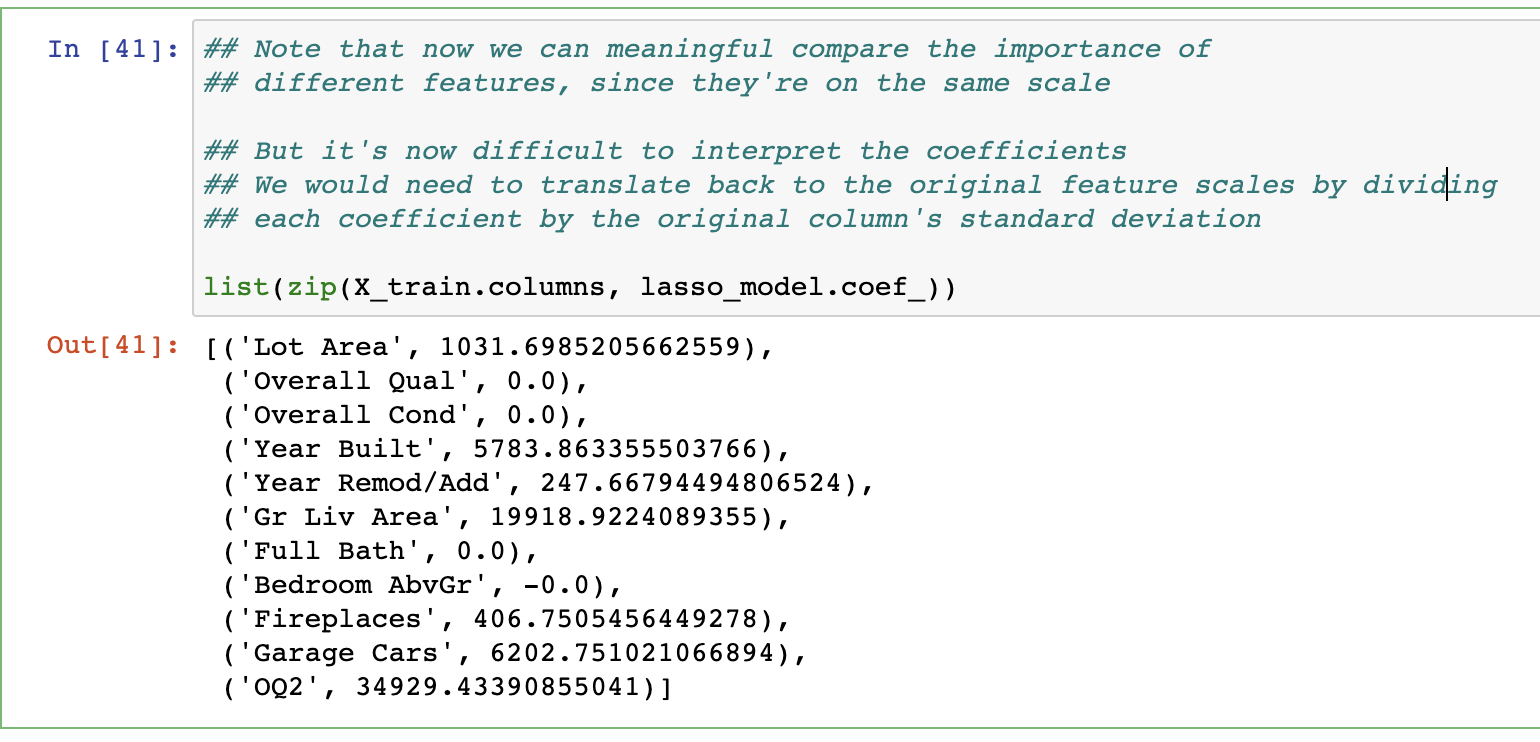 In [41]:
## Note that now we can meaningful compare the importance of
## different features, since they're on the same scale
## But it's now difficult to interpret the coefficients
## We would need to translate back to the original feature scales by dividing
## each coefficient by the original column's standard deviation
list(zip(X_train.columns, lasso_model.coef_))
Out[41]:
[('Lot Area', 1031.6985205662559),
('Overall Qual', 0.0),
('Overall Cond', 0.0),
('Year Built', 5783.863355503766),
('Year Remod/Add', 247.66794494806524),
('Gr Liv Area', 19918.9224089355),
('Full Bath', 0.0),
('Bedroom AbvGr', -0.0),
('Fireplaces', 406.7505456449278),
('Garage Cars', 6202.751021066894),
('OQ2', 34929.43390855041)]